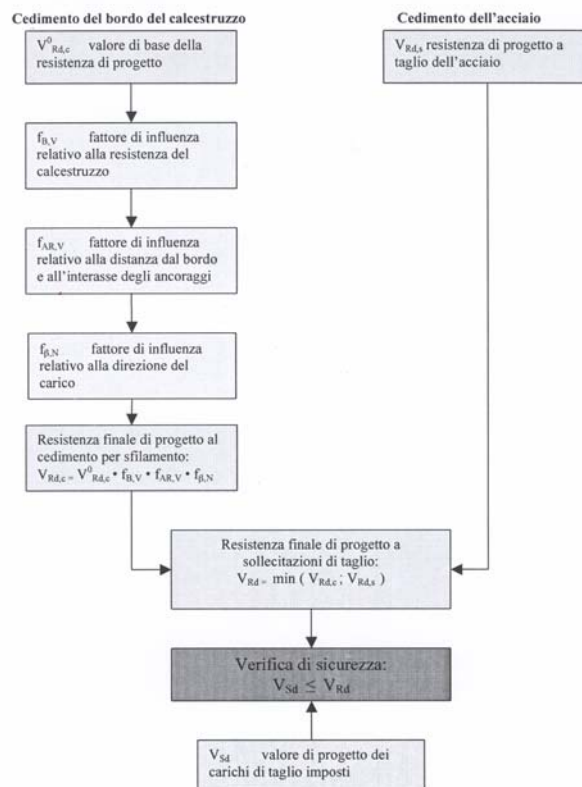 Cedimento del bordo del calcestruzzo
V⁰Rd,c valore di base della
resistenza di progetto
fB,V fattore di influenza
relativo alla resistenza del
calcestruzzo
fAR,V fattore di influenza
relativo alla distanza dal bordo
e all'interasse degli ancoraggi
fβ,N fattore di influenza
relativo alla direzione del
carico
Resistenza finale di progetto al
cedimento per sfilamento:
VRd,c = V⁰Rd,c • fB,V • fAR,V • fβ,N
Cedimento dell'acciaio
VRd,s resistenza di progetto a
taglio dell'acciaio
Resistenza finale di progetto a
sollecitazioni di taglio:
VRd = min ( VRd,c ; VRd,s )
Verifica di sicurezza:
VSd ≤ VRd
VSd valore di progetto dei
carichi di taglio imposti